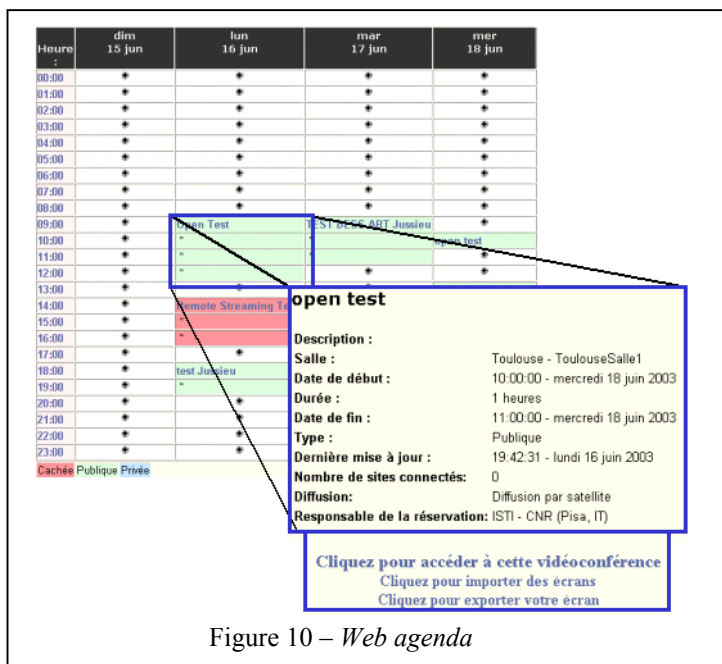 Heure : dim 15 jun lun 16 jun mar 17 jun mer 18 jun
00:00
01:00
02:00
03:00
04:00
05:00
06:00
07:00
08:00
09:00 Open Test TEST DESS ART Jussieu
10:00 " " open test
11:00 " "
12:00 "
13:00
14:00 Remote Streaming
15:00 "
16:00 "
17:00
18:00 test Jussieu
19:00 "
20:00
21:00
22:00
23:00
Cachée Publique Privée
open test
Description :
Salle : Toulouse - ToulouseSalle1
Date de début : 10:00:00 - mercredi 18 juin 2003
Durée : 1 heures
Date de fin : 11:00:00 - mercredi 18 juin 2003
Type : Publique
Dernière mise à jour : 19:42:31 - lundi 16 juin 2003
Nombre de sites connectés: 0
Diffusion: Diffusion par satellite
Responsable de la réservation: ISTI - CNR (Pisa, IT)
Cliquez pour accéder à cette vidéoconférence
Cliquez pour importer des écrans
Cliquez pour exporter votre écran
Figure 10 – Web agenda